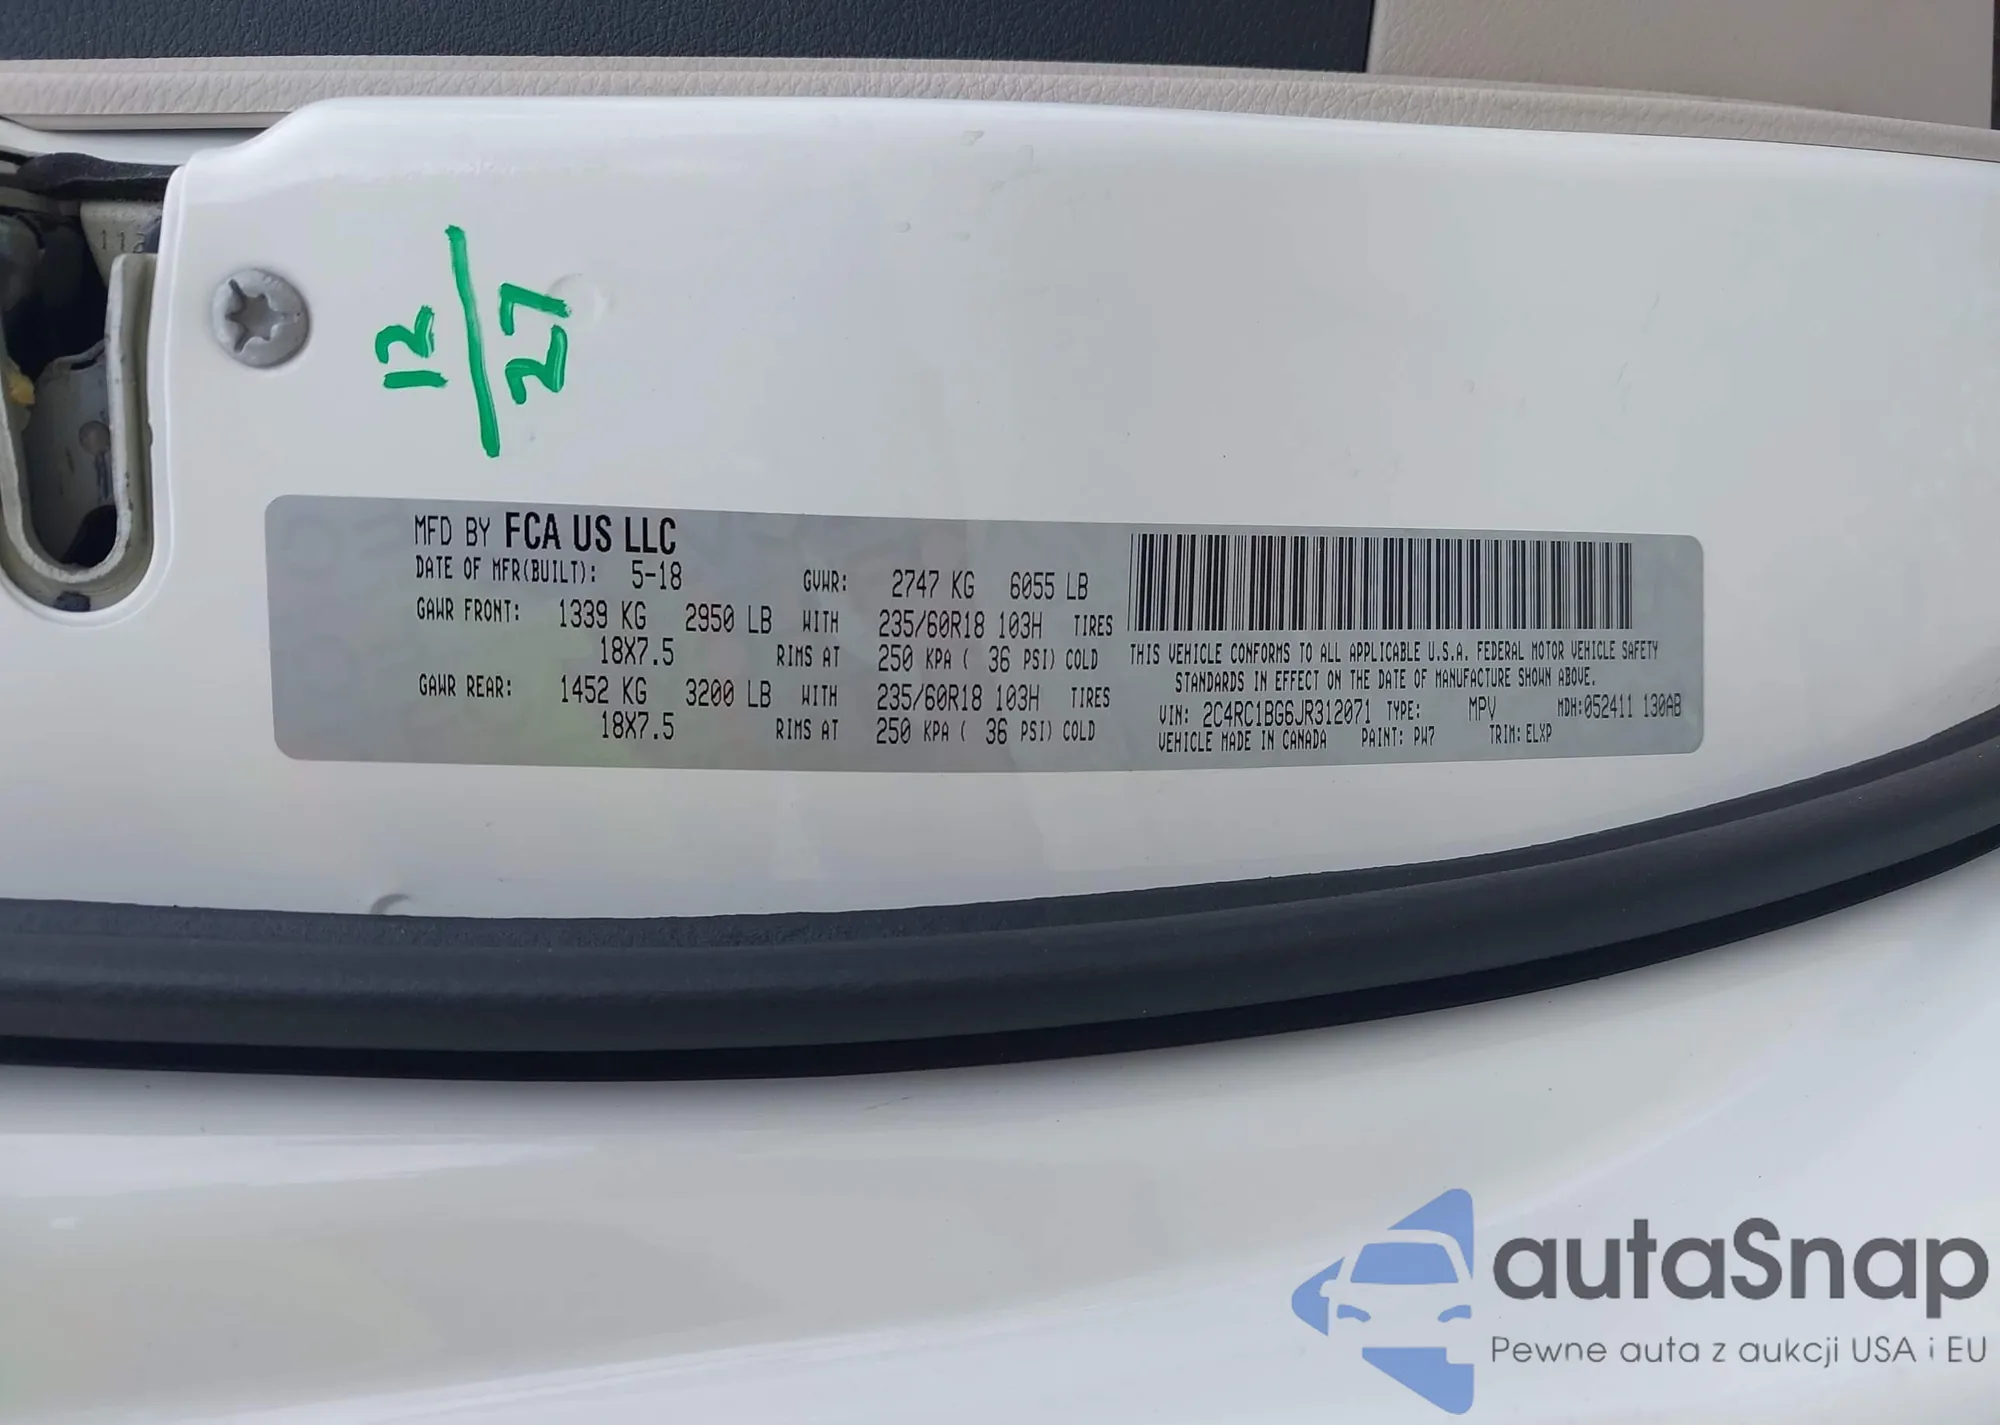 12/27
MFD BY FCA US LLC
DATE OF MFR(BUILT): 5-18 GVWR: 2747 KG 6055 LB
GAWR FRONT: 1339 KG 2950 LB WITH 235/60R18 103H TIRES
18X7.5 RIMS AT 250 KPA ( 36 PSI) COLD
GAWR REAR: 1452 KG 3200 LB WITH 235/60R18 103H TIRES
18X7.5 RIMS AT 250 KPA ( 36 PSI) COLD
THIS VEHICLE CONFORMS TO ALL APPLICABLE U.S.A. FEDERAL MOTOR VEHICLE SAFETY
STANDARDS IN EFFECT ON THE DATE OF MANUFACTURE SHOWN ABOVE.
VIN: 2C4RC1BG6JR312071 TYPE: MPV MDH:052411 130AB
VEHICLE MADE IN CANADA PAINT: PW7 TRIM: ELXP
autaSnap
Pewne auta z aukcji USA i EU